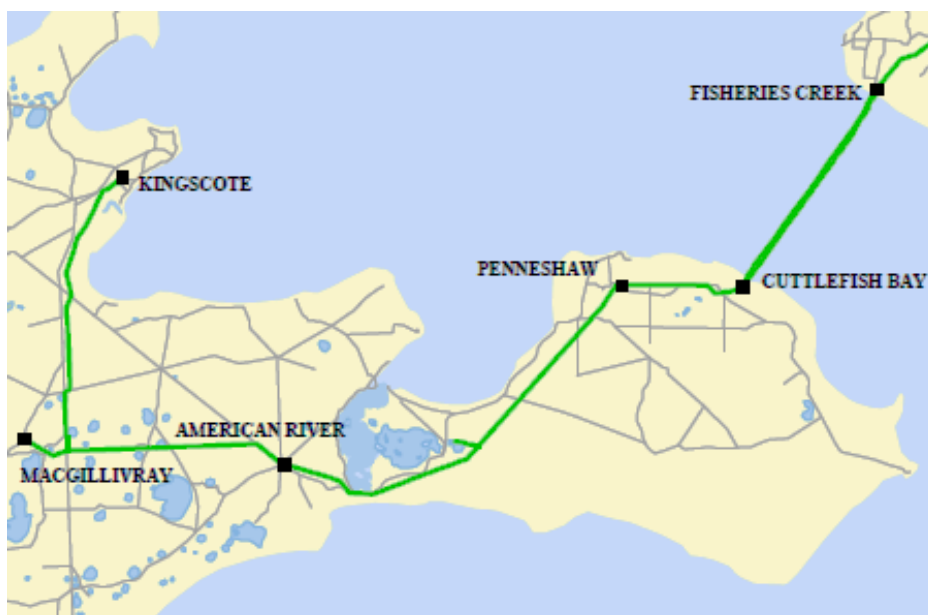 FISHERIES CREEK
KINGSCOTE
PENNESHAW
CUTTLEFISH BAY
AMERICAN RIVER
MACGILLIVRAY